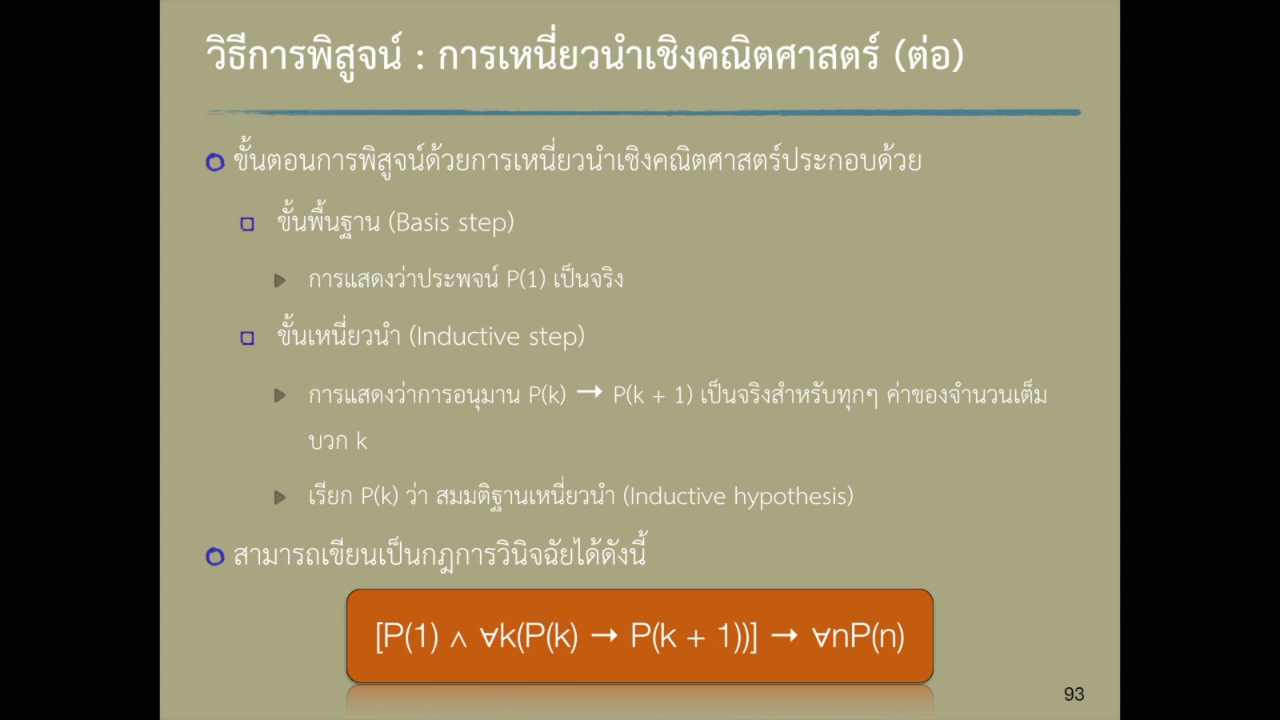 วิธีการพิสูจน์ : การเหนี่ยวนำเชิงคณิตศาสตร์ (ต่อ)
ขั้นตอนการพิสูจน์ด้วยการเหนี่ยวนำเชิงคณิตศาสตร์ประกอบด้วย
ขั้นพื้นฐาน (Basis step)
การแสดงว่าประพจน์ P(1) เป็นจริง
ขั้นเหนี่ยวนำ (Inductive step)
การแสดงว่าการอนุมาน P(k) → P(k + 1) เป็นจริงสำหรับทุกๆ ค่าของจำนวนเต็ม
บวก k
เรียก P(k) ว่า สมมติฐานเหนี่ยวนำ (Inductive hypothesis)
สามารถเขียนเป็นกฎการวินิจฉัยได้ดังนี้
[P(1) ∧ ∀k(P(k) → P(k + 1))] → ∀nP(n)
93